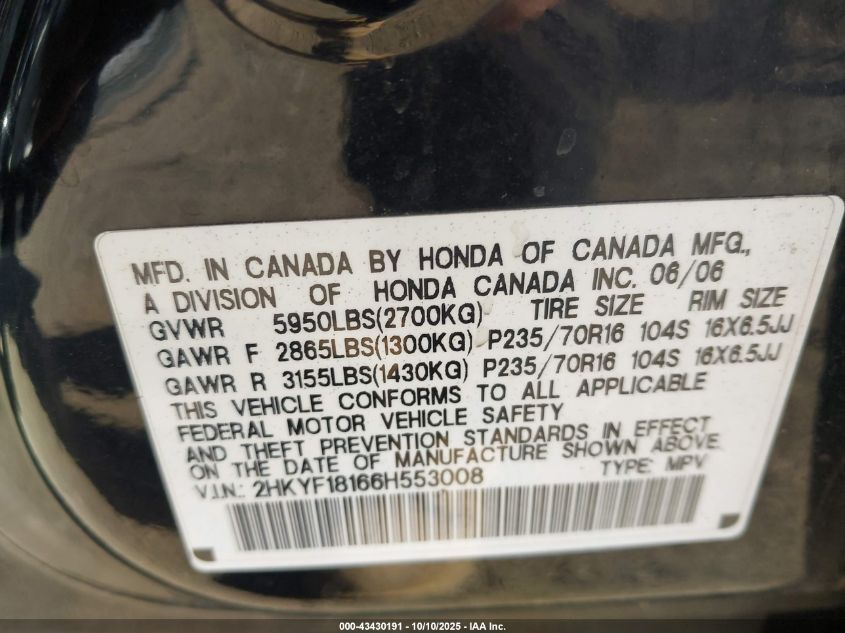 MFD. IN CANADA BY HONDA OF CANADA MFG.,
A DIVISION OF HONDA CANADA INC. 06/06
GVWR 5950LBS(2700KG) TIRE SIZE RIM SIZE
GAWR F 2865LBS(1300KG) P235/70R16 104S 16X6.5JJ
GAWR R 3155LBS(1430KG) P235/70R16 104S 16X6.5JJ
THIS VEHICLE CONFORMS TO ALL APPLICABLE
FEDERAL MOTOR VEHICLE SAFETY
AND THEFT PREVENTION STANDARDS IN EFFECT
ON THE DATE OF MANUFACTURE SHOWN ABOVE.
V.I.N.: 2HKYF18166H553008 TYPE: MPV
000-43430191 - 10/10/2025 - IAA Inc.